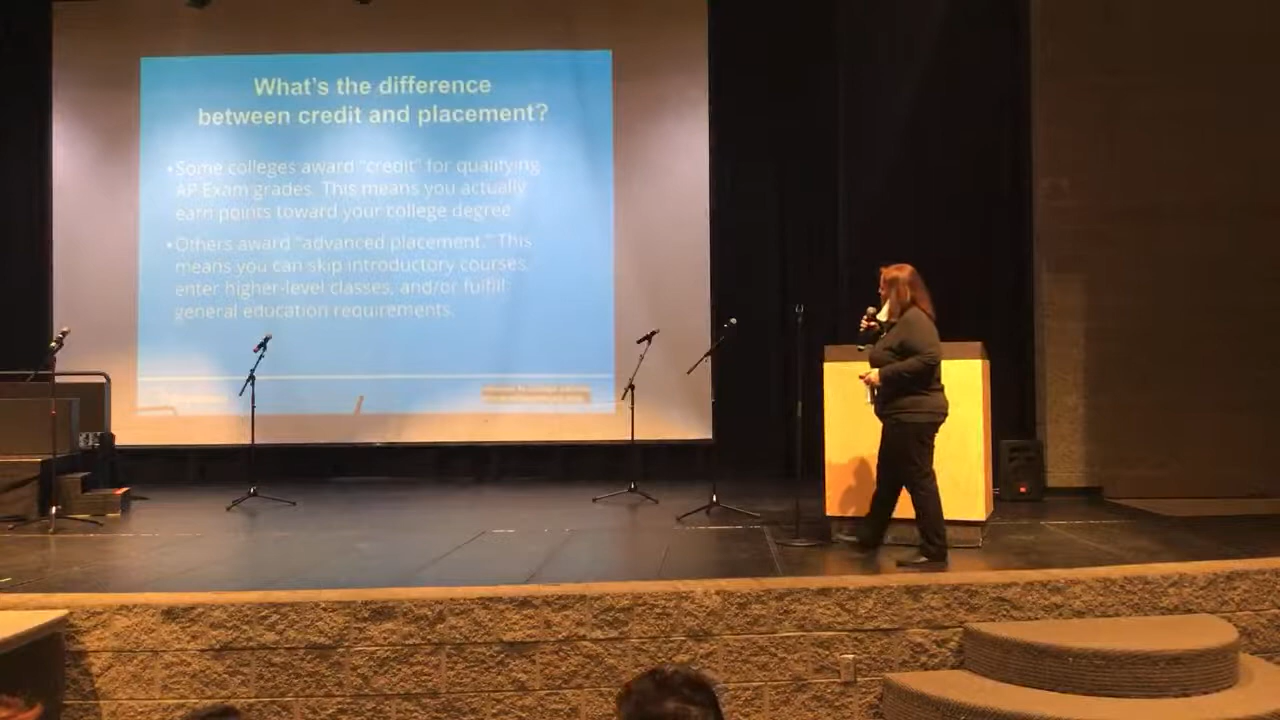 What's the difference
between credit and placement?
•Some colleges award "credit" for qualifying
AP Exam grades. This means you actually
earn points toward your college degree
•Others award "advanced placement." This
means you can skip introductory courses,
enter higher-level classes, and/or fulfill
general education requirements.